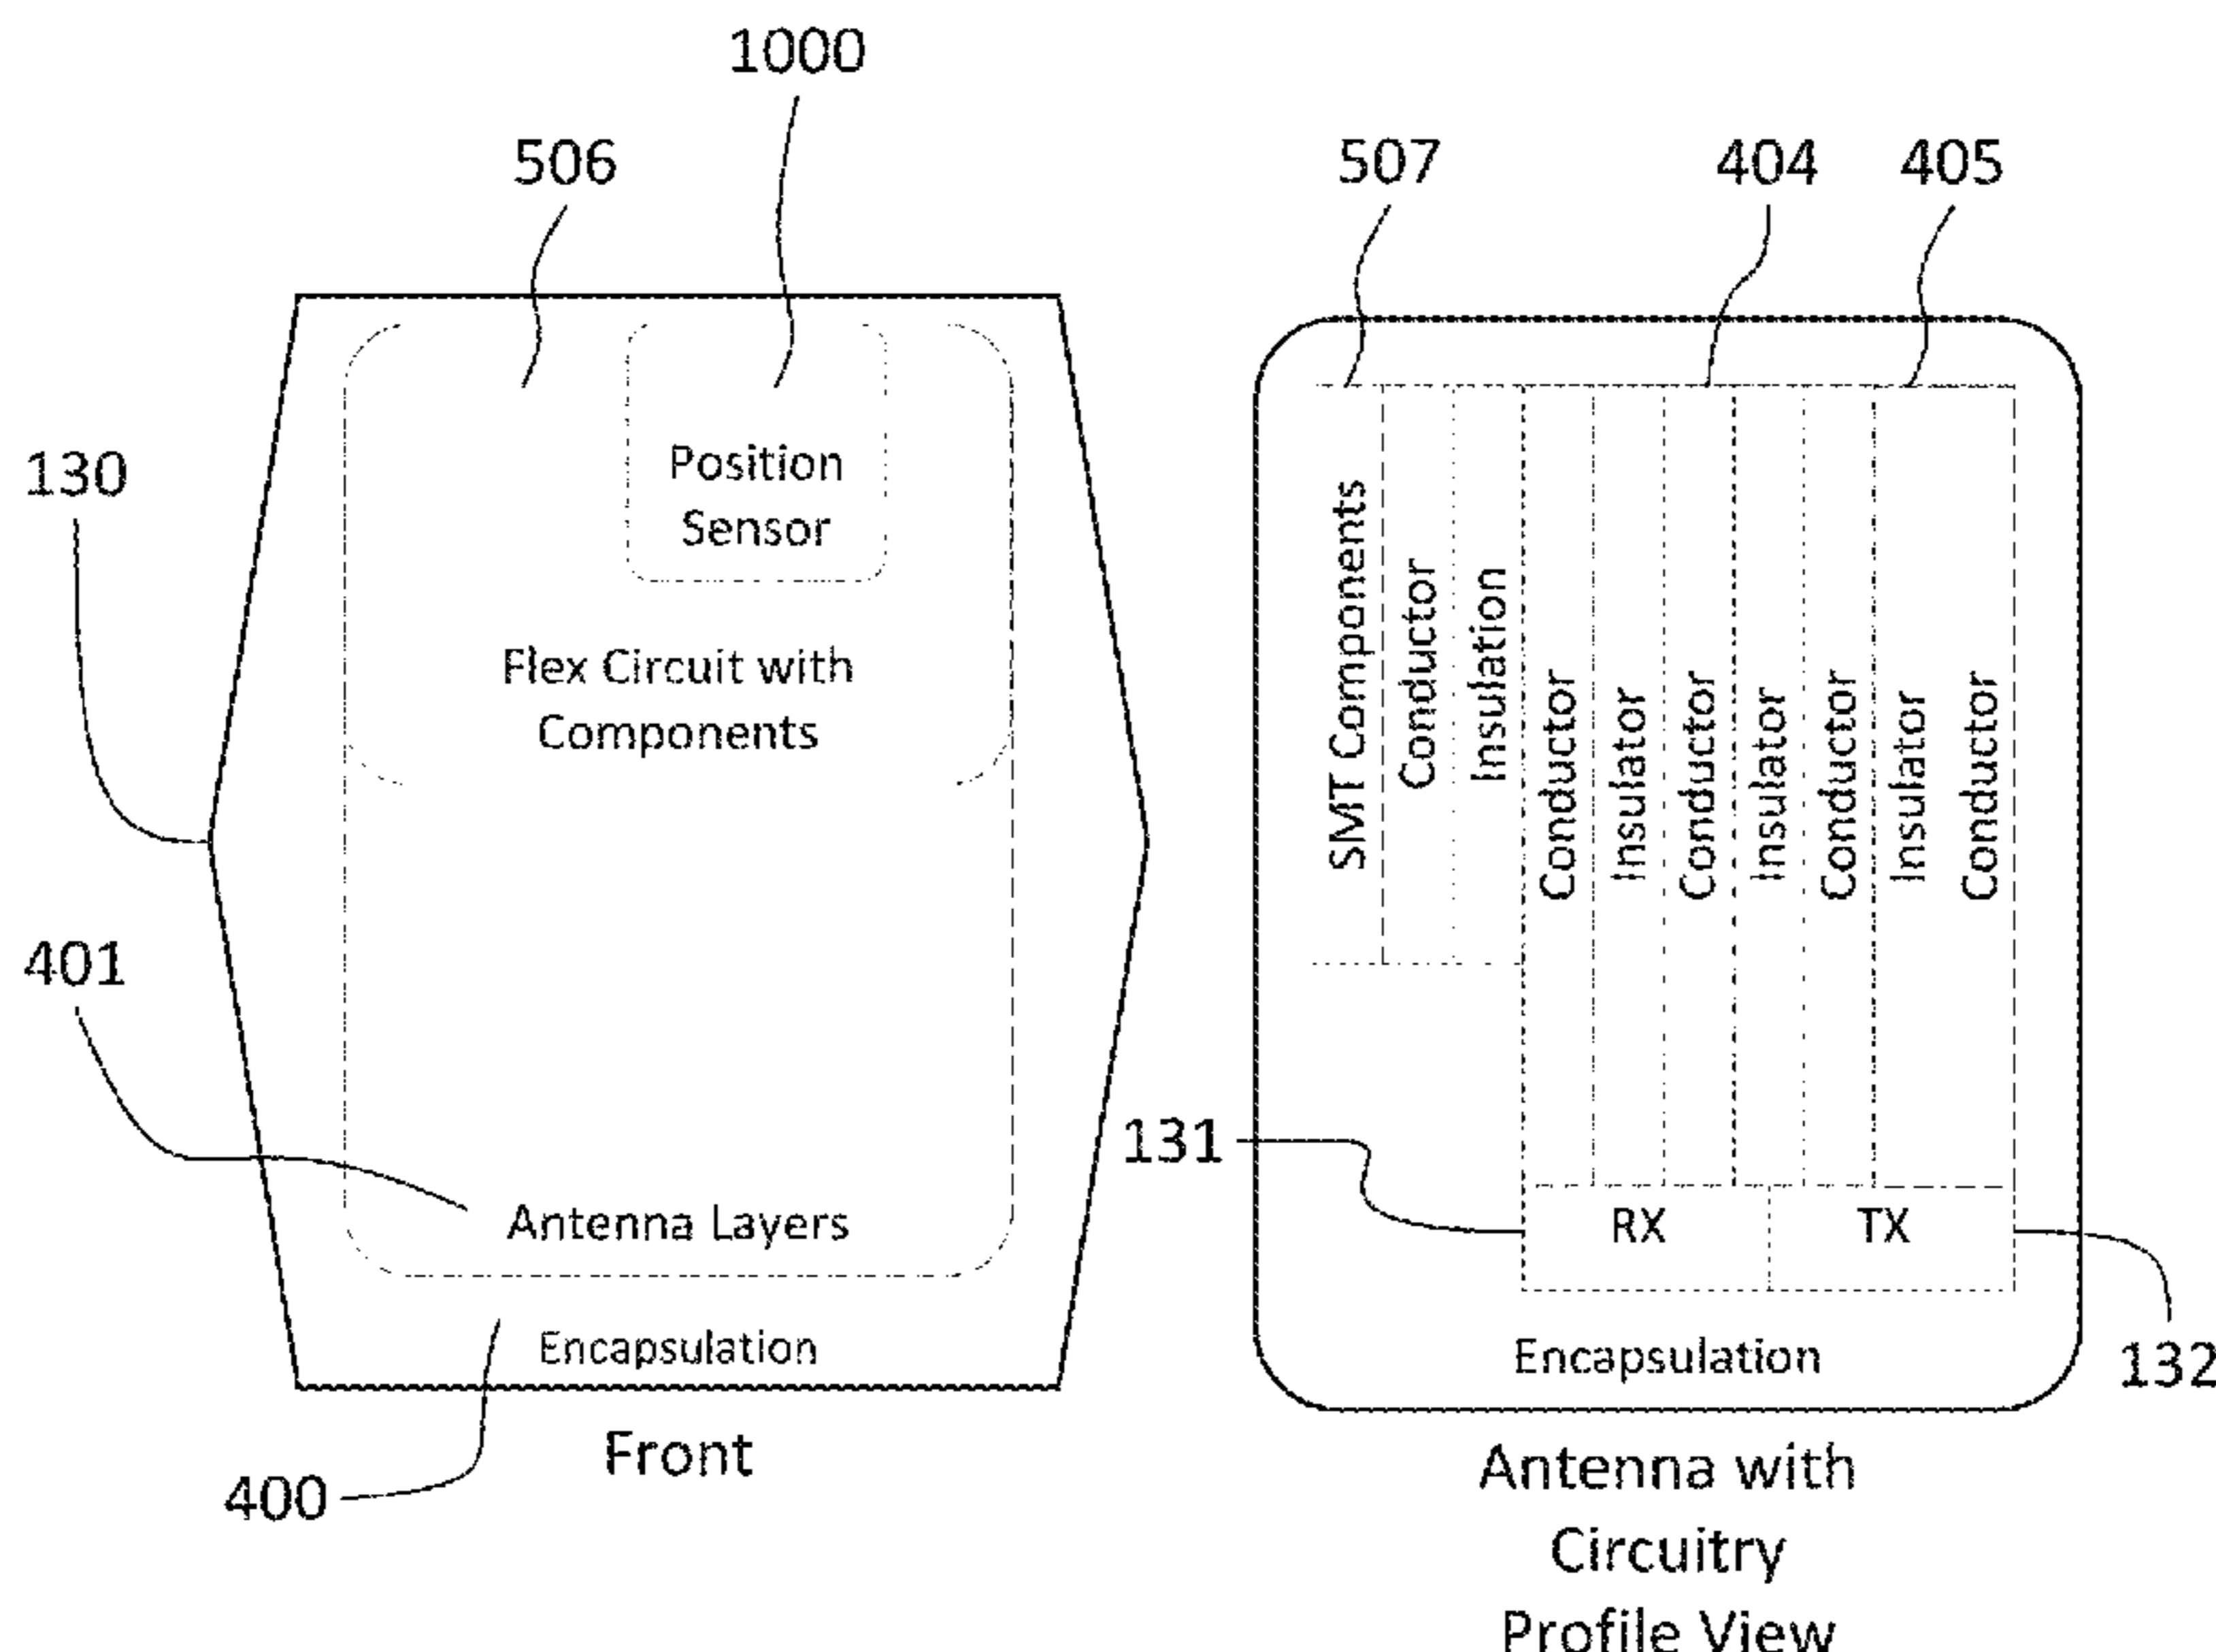 1000
506
507
404
405
130
Position
Sensor
Flex Circuit with
Components
401
Antenna Layers
Encapsulation
400
Front
SMT Components
Conductor
Insulation
Conductor
Insulator
Conductor
Insulator
Conductor
Insulator
Conductor
131
RX
TX
132
Encapsulation
Antenna with
Circuitry
Profile View